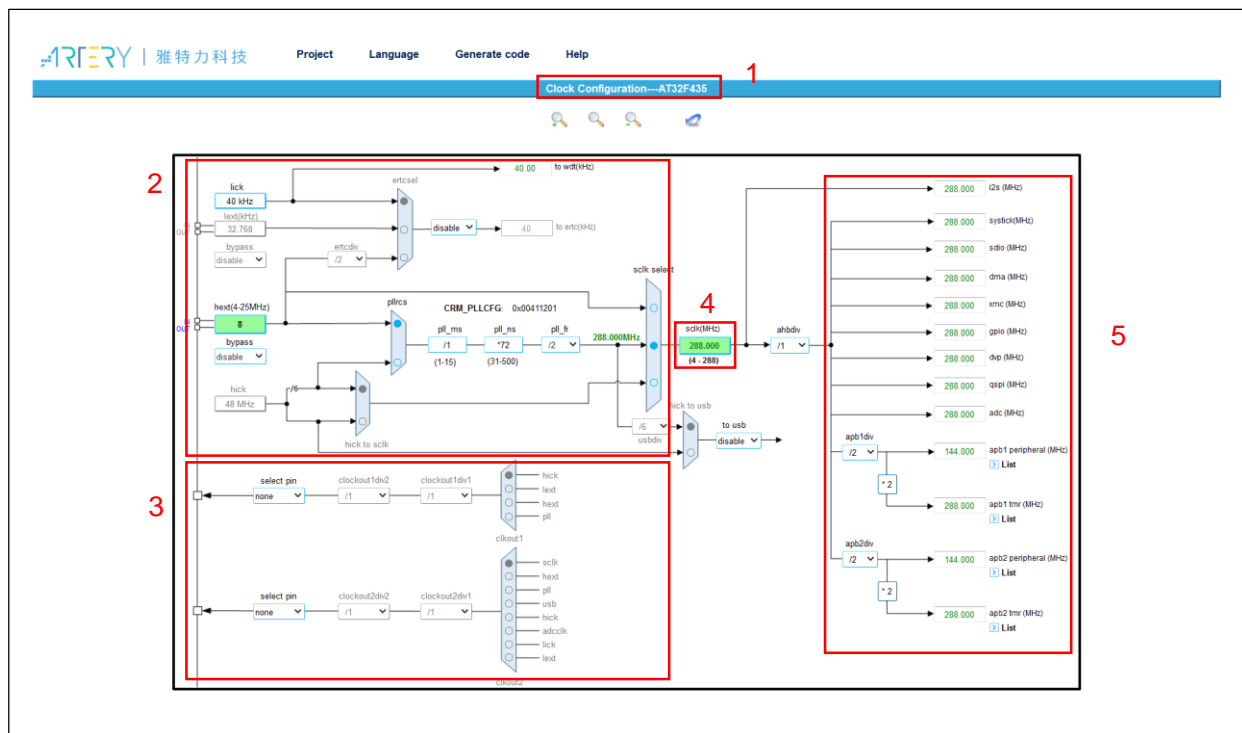 ARTERY | 雅特力科技 Project Language Generate code Help
1
Clock Configuration---AT32F435
2
40.00 to wdt(kHz)
ertcsel
lick
40 kHz
lext(kHz)
32.768
disable
40 to ertc(kHz)
bypass
disable
ertcdiv
/2
sclk select
hext(4-25MHz)
8
bypass
disable
pllrcs
CRM_PLLCFG: 0x00411201
pll_ms pll_ns pll_fr
/1 *72 /2 288.000MHz
(1-15) (31-500)
4
sclk(MHz)
288.000
(4 - 288)
ahbdiv
/1
hick
48 MHz
/6
hick to sclk
/6
usbdiv
hick to usb
to usb
disable
5
288.000 i2s (MHz)
288.000 systick(MHz)
288.000 sdio (MHz)
288.000 dma (MHz)
288.000 xmc (MHz)
288.000 gpio (MHz)
288.000 dvp (MHz)
288.000 qspi (MHz)
288.000 adc (MHz)
apb1div
/2 144.000 apb1 peripheral (MHz)
List
* 2
288.000 apb1 tmr (MHz)
List
apb2div
/2 144.000 apb2 peripheral (MHz)
List
* 2
288.000 apb2 tmr (MHz)
List
3
select pin clockout1div2 clockout1div1
none /1 /1
hick
lext
hext
pll
clkout1
select pin clockout2div2 clockout2div1
none /1 /1
sclk
hext
pll
usb
hick
adcclk
lick
lext
clkout2